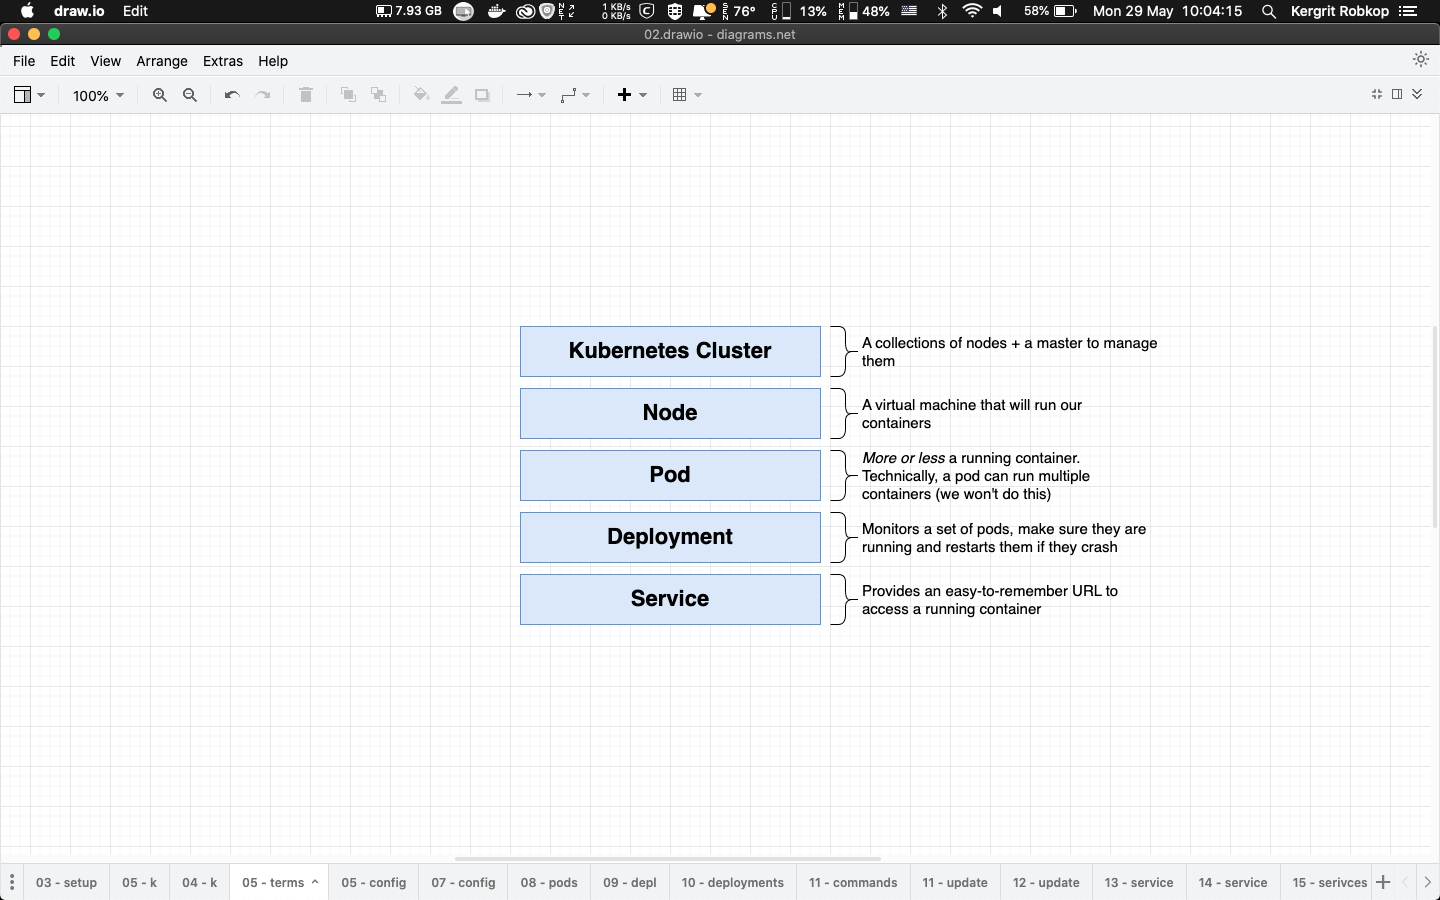 draw.io Edit 7.93 GB 1 KB/s 0 KB/s SEN 76° CPU 13% MEM 48% 58% Mon 29 May 10:04:15 Kergrit Robkop
02.drawio - diagrams.net
File Edit View Arrange Extras Help
100%
Kubernetes Cluster
A collections of nodes + a master to manage
them
Node
A virtual machine that will run our
containers
Pod
More or less a running container.
Technically, a pod can run multiple
containers (we won't do this)
Deployment
Monitors a set of pods, make sure they are
running and restarts them if they crash
Service
Provides an easy-to-remember URL to
access a running container
03 - setup 05 - k 04 - k 05 - terms 05 - config 07 - config 08 - pods 09 - depl 10 - deployments 11 - commands 11 - update 12 - update 13 - service 14 - service 15 - serivces